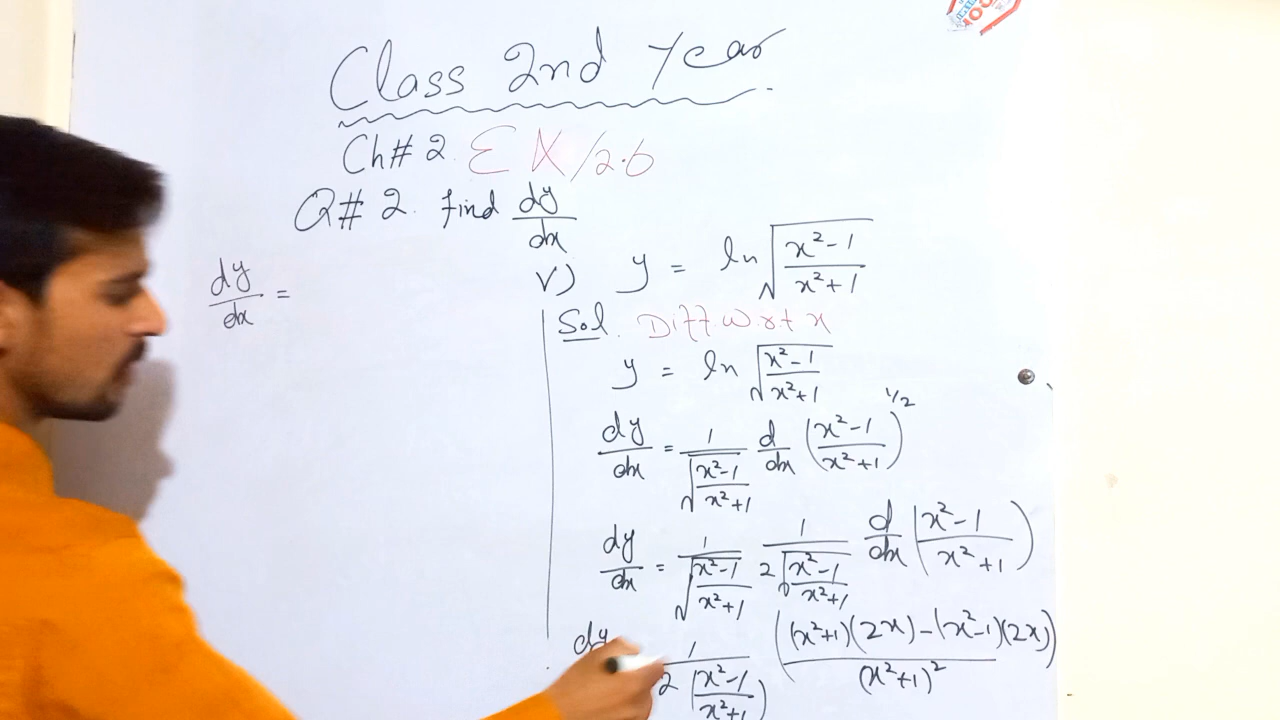 Class 2nd Year
Ch# 2 EX/2.6
Q# 2. find dy/dx
v) y = ln √((x²-1)/(x²+1))
Sol. Diff w.r.t x
y = ln √((x²-1)/(x²+1))
dy/dx = 1/√((x²-1)/(x²+1)) d/dx ((x²-1)/(x²+1))^1/2
dy/dx = 1/√((x²-1)/(x²+1)) 1/2√((x²-1)/(x²+1)) d/dx ((x²-1)/(x²+1))
dy 1/2((x²-1)/(x²+1)) (((x²+1)(2x)-(x²-1)(2x))/(x²+1)²)
dy/dx =